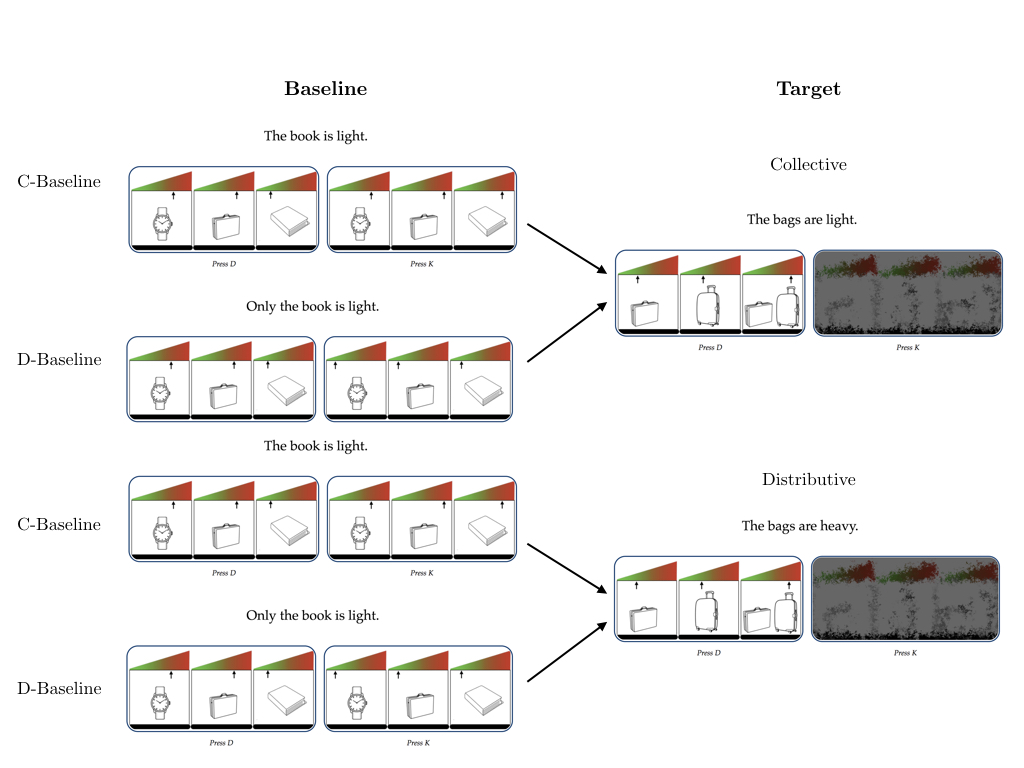 Baseline
Target
The book is light.
C-Baseline
Press D
Press K
Only the book is light.
D-Baseline
The book is light.
C-Baseline
Press D
Press K
Only the book is light.
D-Baseline
Press D
Press K
Collective
The bags are light.
Press D
Press K
Distributive
The bags are heavy.
Press D
Press K